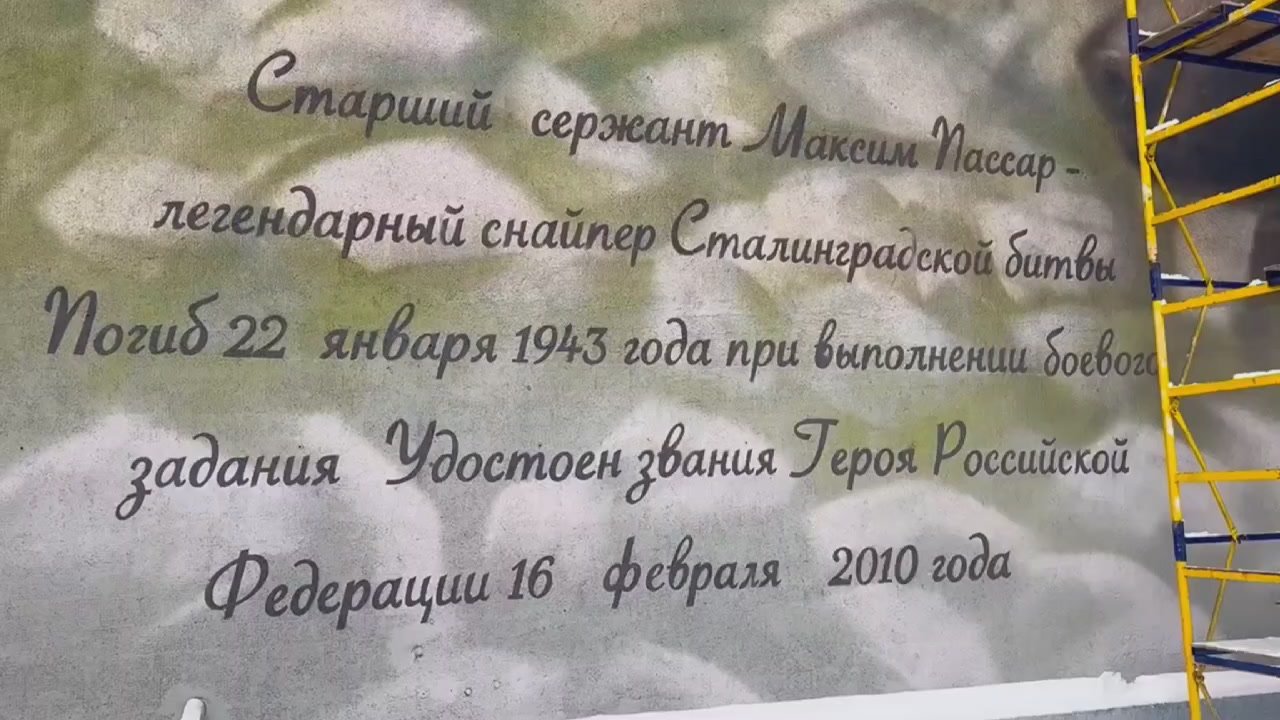 Старший сержант Максим Пассар -
легендарный снайпер Сталинградской битвы
Погиб 22 января 1943 года при выполнении боевого
задания Удостоен звания Героя Российской
Федерации 16 февраля 2010 года